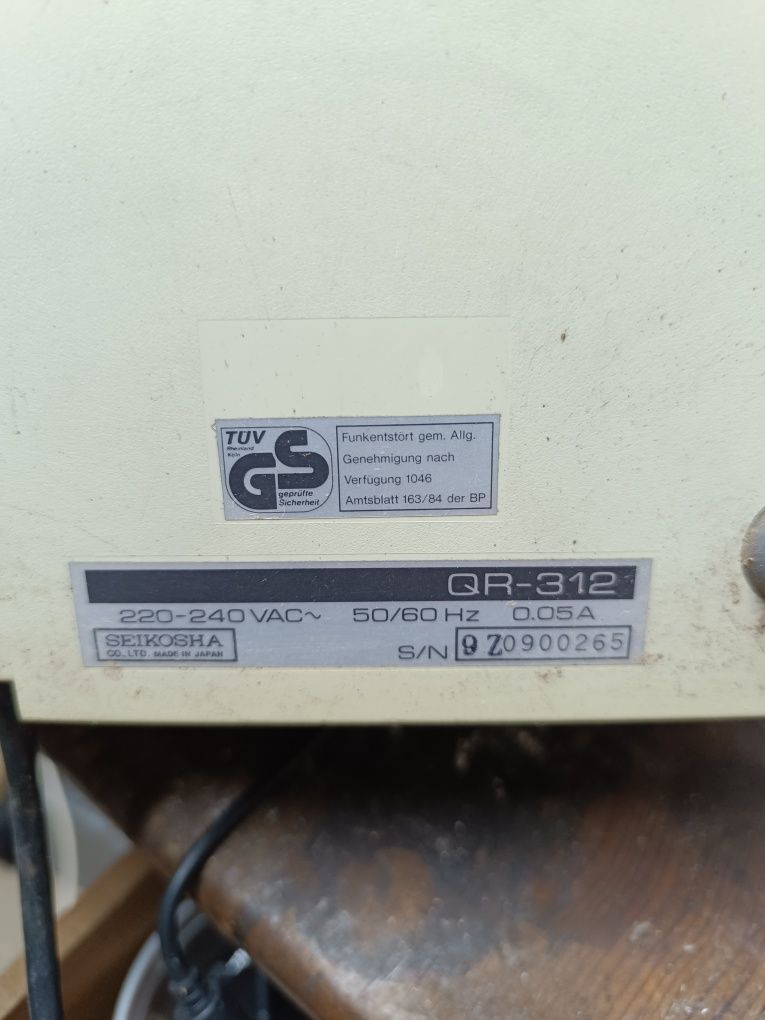 TÜV
Rheinland
Köln
GS
geprüfte
Sicherheit
Funkentstört gem. Allg.
Genehmigung nach
Verfügung 1046
Amtsblatt 163/84 der BP
QR-312
220-240 VAC~ 50/60 Hz 0.05 A
SEIKOSHA
CO., LTD. MADE IN JAPAN
S/N 9Z0900265